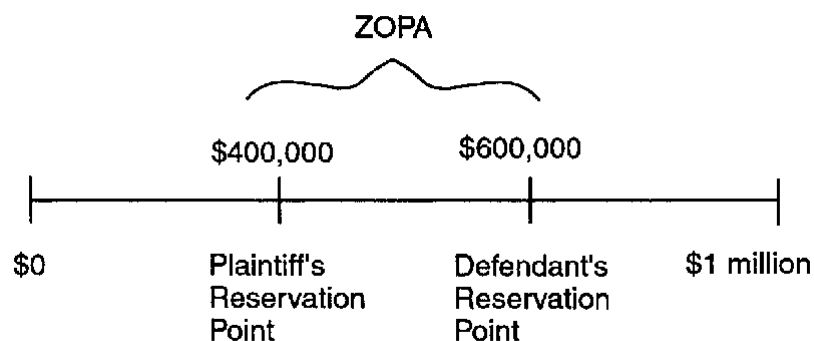 ZOPA
$400,000 $600,000
$0 Plaintiff's Defendant's $1 million
Reservation Reservation
Point Point